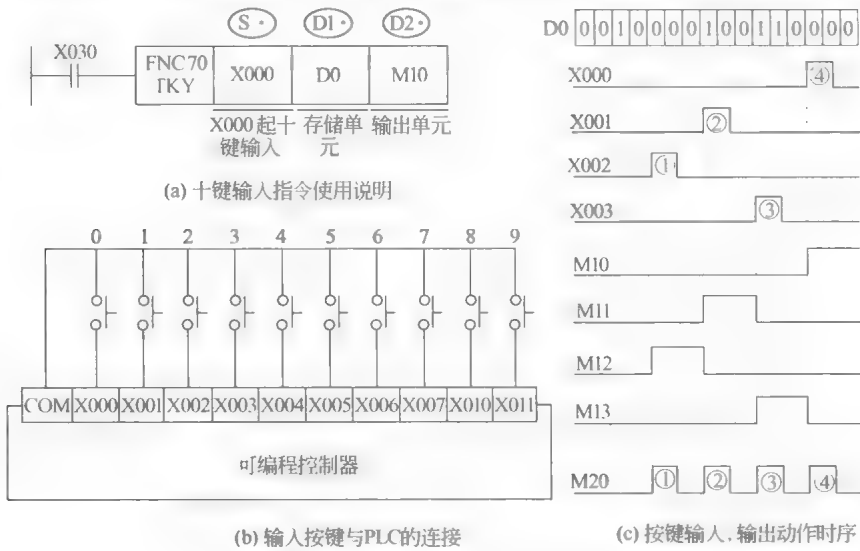 S· D1· D2·
X030
FNC70 TKY X000 D0 M10
X000起十键输入 存储单元 输出单元
(a) 十键输入指令使用说明
0 1 2 3 4 5 6 7 8 9
COM X000 X001 X002 X003 X004 X005 X006 X007 X010 X011
可编程控制器
(b) 输入按键与PLC的连接
D0 0 0 1 0 0 0 0 1 0 0 1 1 0 0 0 0
X000 ④
X001 ②
X002 ①
X003 ③
M10
M11
M12
M13
M20 ① ② ③ ④
(c) 按键输入,输出动作时序